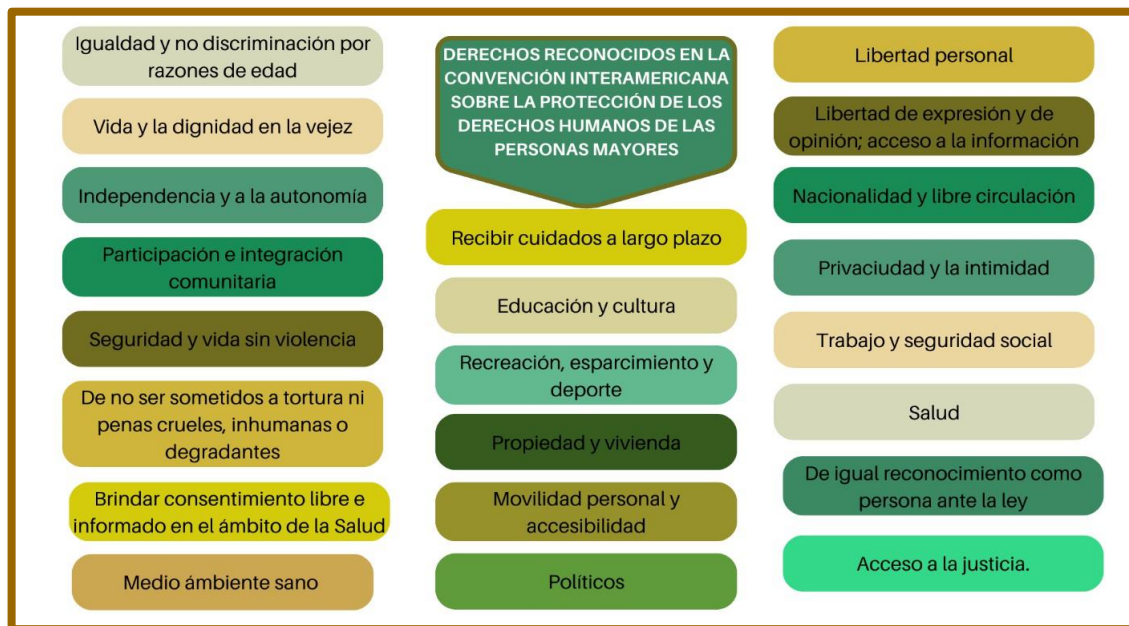 Igualdad y no discriminación por
razones de edad
Vida y la dignidad en la vejez
Independencia y a la autonomía
Participación e integración
comunitaria
Seguridad y vida sin violencia
De no ser sometidos a tortura ni
penas crueles, inhumanas o
degradantes
Brindar consentimiento libre e
informado en el ámbito de la Salud
Medio ámbiente sano
DERECHOS RECONOCIDOS EN LA
CONVENCIÓN INTERAMERICANA
SOBRE LA PROTECCIÓN DE LOS
DERECHOS HUMANOS DE LAS
PERSONAS MAYORES
Recibir cuidados a largo plazo
Educación y cultura
Recreación, esparcimiento y
deporte
Propiedad y vivienda
Movilidad personal y
accesibilidad
Políticos
Libertad personal
Libertad de expresión y de
opinión; acceso a la información
Nacionalidad y libre circulación
Privaciudad y la intimidad
Trabajo y seguridad social
Salud
De igual reconocimiento como
persona ante la ley
Acceso a la justicia.